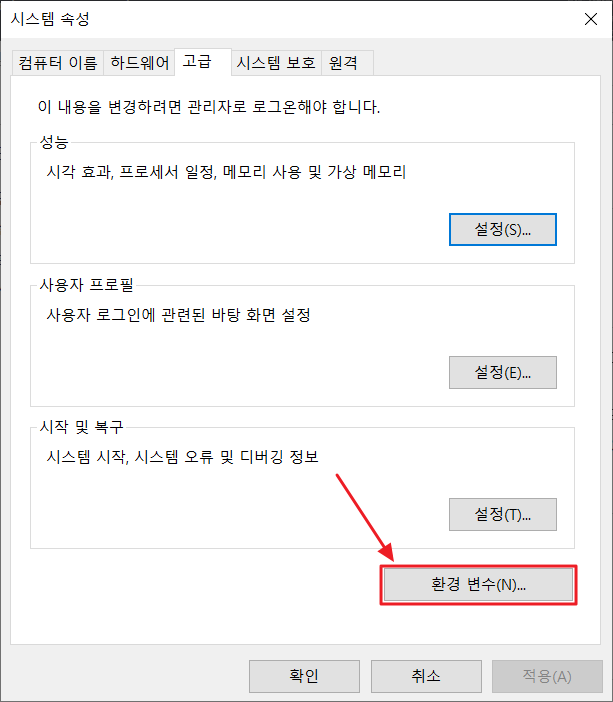 시스템 속성
컴퓨터 이름
하드웨어
고급
시스템 보호
원격
이 내용을 변경하려면 관리자로 로그온해야 합니다.
성능
시각 효과, 프로세서 일정, 메모리 사용 및 가상 메모리
설정(S)...
사용자 프로필
사용자 로그인에 관련된 바탕 화면 설정
설정(E)...
시작 및 복구
시스템 시작, 시스템 오류 및 디버깅 정보
설정(T)...
환경 변수(N)...
확인
취소
적용(A)